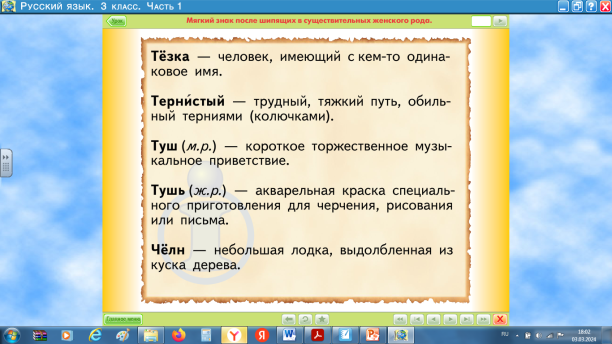 Русский язык. 3 класс. Часть 1
Мягкий знак после шипящих в существительных женского рода.
Тёзка — человек, имеющий с кем-то одина-
ковое имя.
Терни́стый — трудный, тяжкий путь, обиль-
ный терниями (колючками).
Туш (м.р.) — короткое торжественное музы-
кальное приветствие.
Тушь (ж.р.) — акварельная краска специаль-
ного приготовления для черчения, рисования
или письма.
Чёлн — небольшая лодка, выдолбленная из
куска дерева.
Главное меню
RU
18:02
03.03.2024